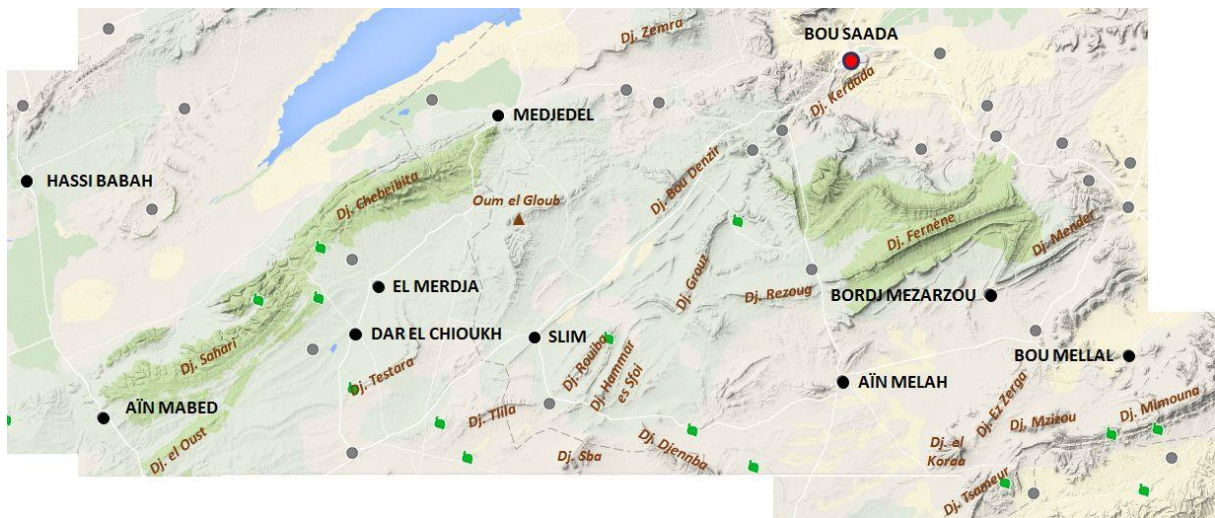 Dj. Zemra
BOU SAADA
Dj. Kerdada
MEDJEDEL
HASSI BABAH
Dj. Chebeibita
Oum el Gloub
Dj. Bou Denzir
Dj. Fernène
Dj. Mender
EL MERDJA
Dj. Grouz
Dj. Rezoug
BORDJ MEZARZOU
DAR EL CHIOUKH
SLIM
Dj. Sahari
Dj. Testara
Dj. Rouiba
Dj. Hammar
es Sfoi
BOU MELLAL
AÏN MELAH
AÏN MABED
Dj. Tlila
Dj. Ez Zerga
Dj. Mzizou
Dj. Mimouna
Dj. el Oust
Dj. Sba
Dj. Djennba
Dj. el
Koraa
Dj. Tsameur